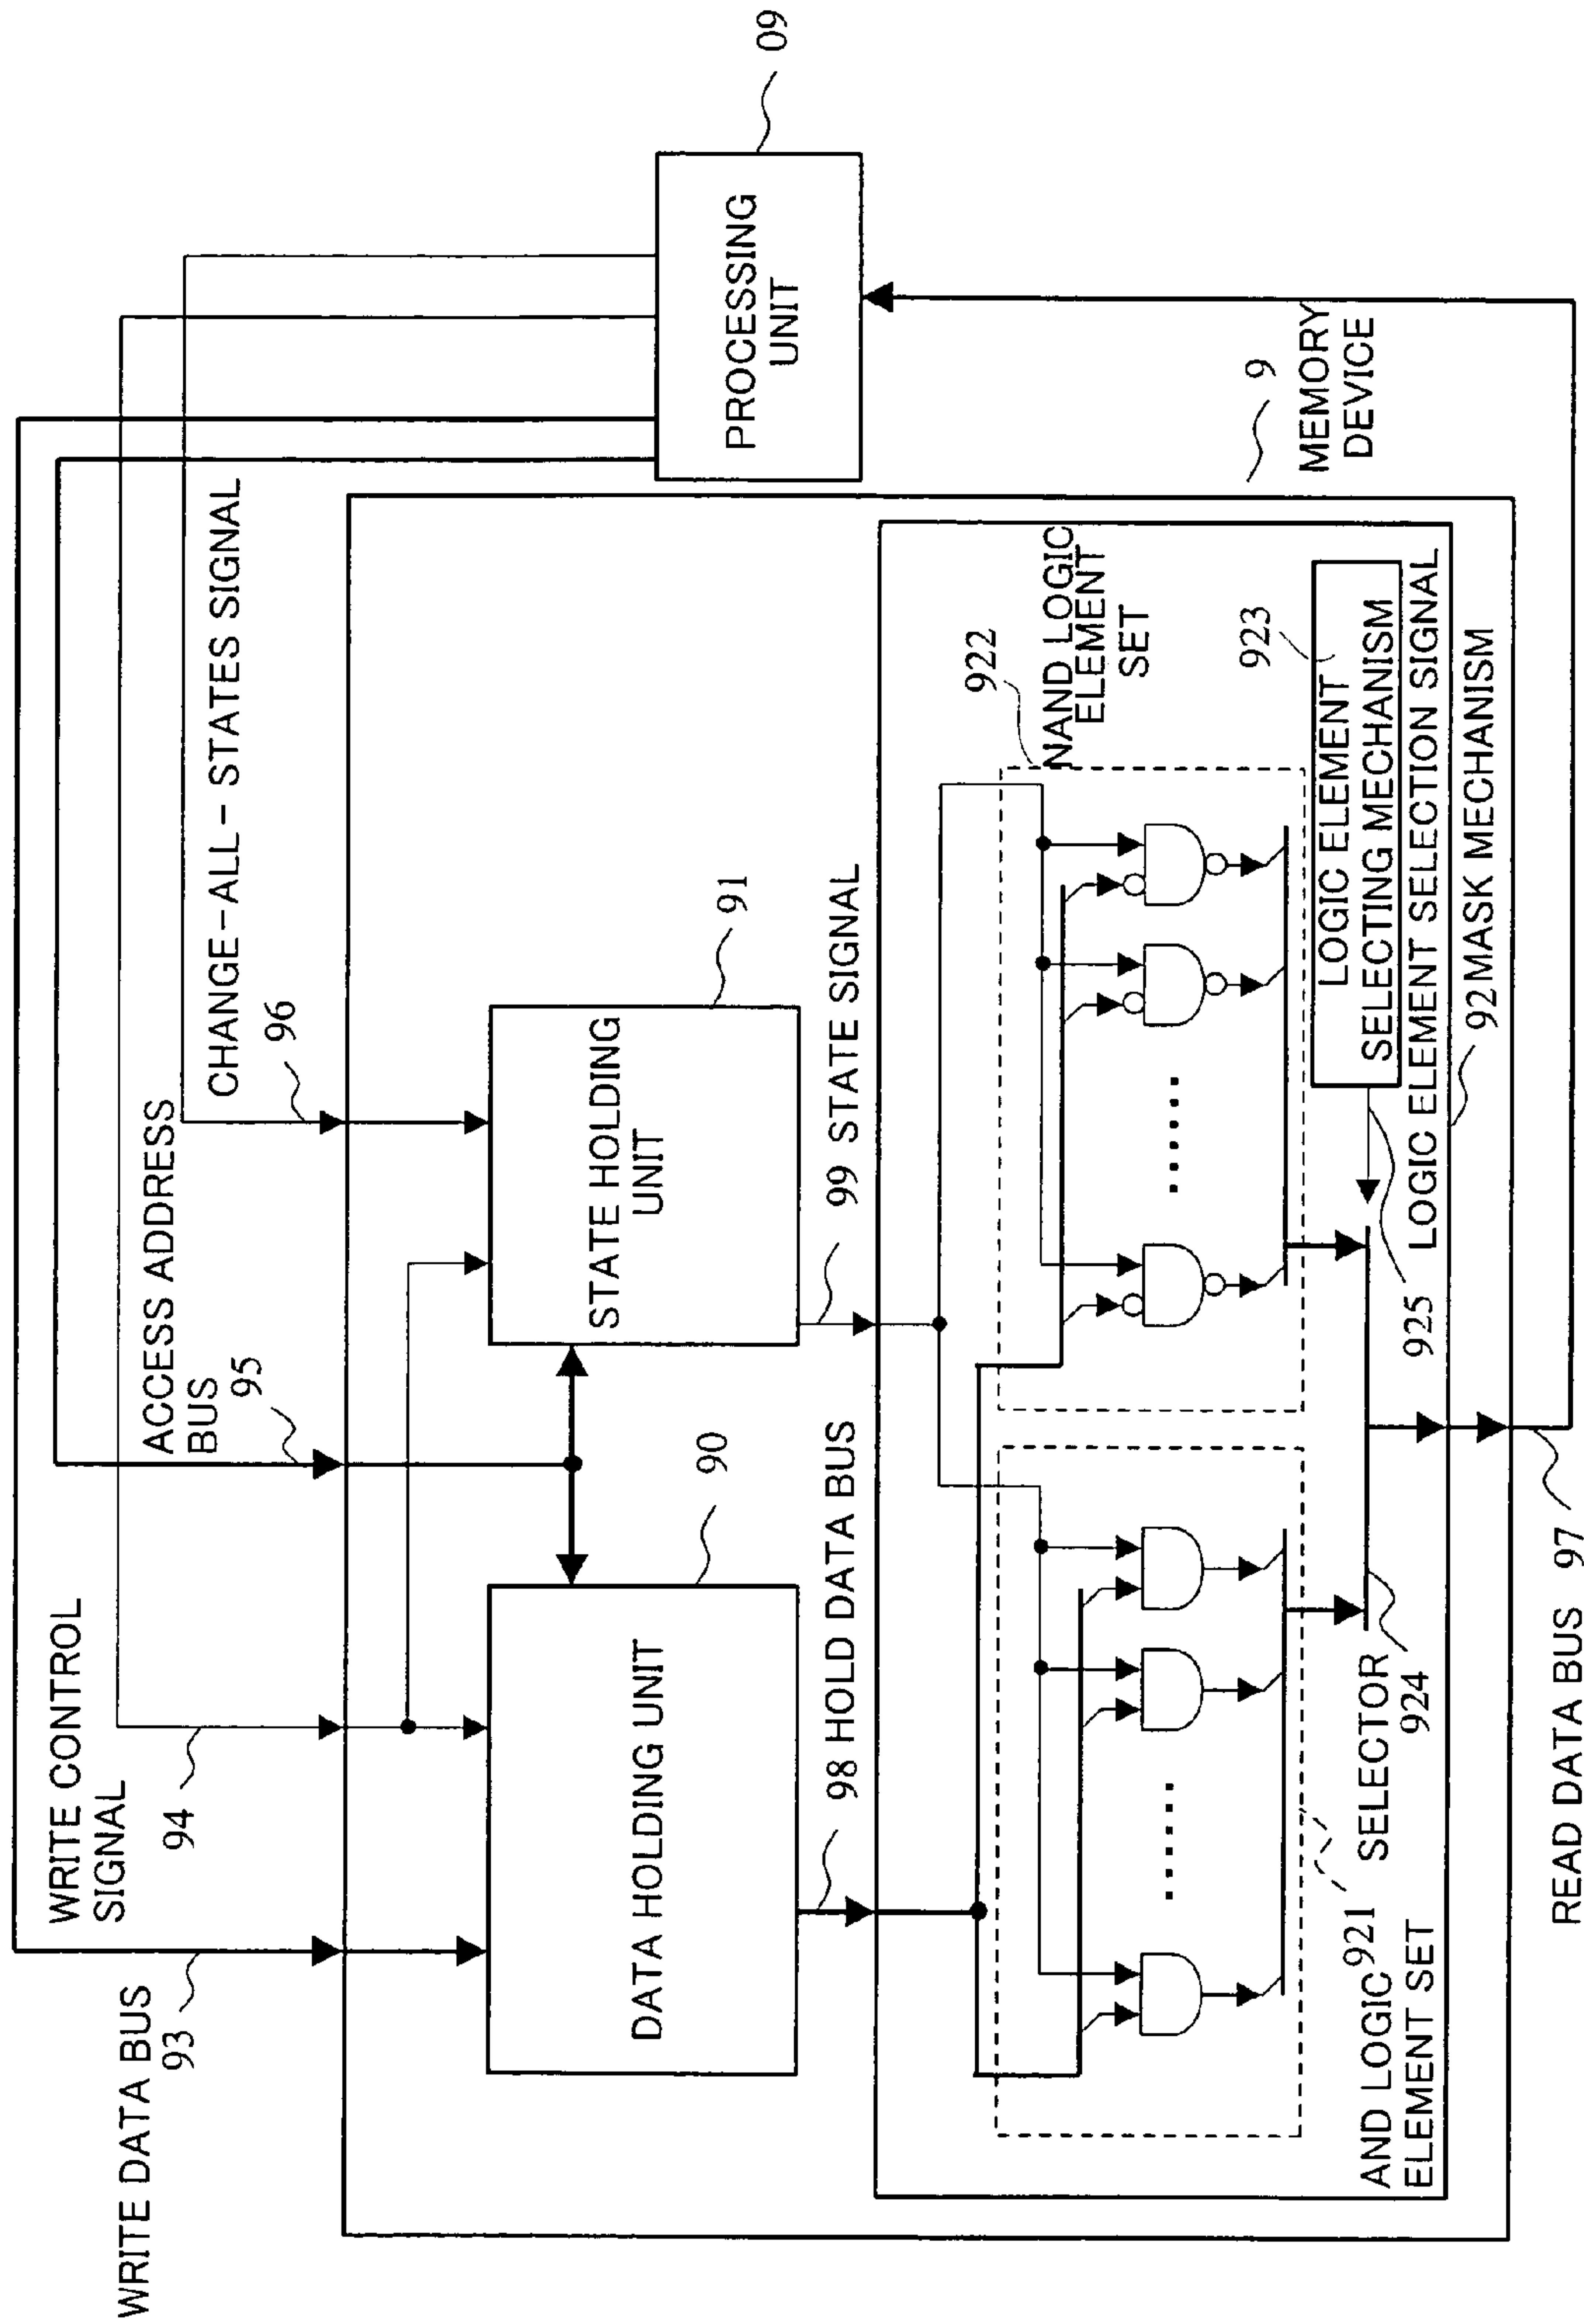 WRITE DATA BUS
93
WRITE CONTROL
SIGNAL
94
ACCESS ADDRESS
BUS
95
CHANGE-ALL-STATES SIGNAL
96
DATA HOLDING UNIT
90
STATE HOLDING
UNIT
91
PROCESSING
UNIT
09
98 HOLD DATA BUS
99 STATE SIGNAL
922
NAND LOGIC
ELEMENT
SET
9
MEMORY
DEVICE
923
LOGIC ELEMENT
SELECTING MECHANISM
AND LOGIC
ELEMENT SET
921
SELECTOR
924
925
LOGIC ELEMENT SELECTION SIGNAL
92 MASK MECHANISM
READ DATA BUS 97